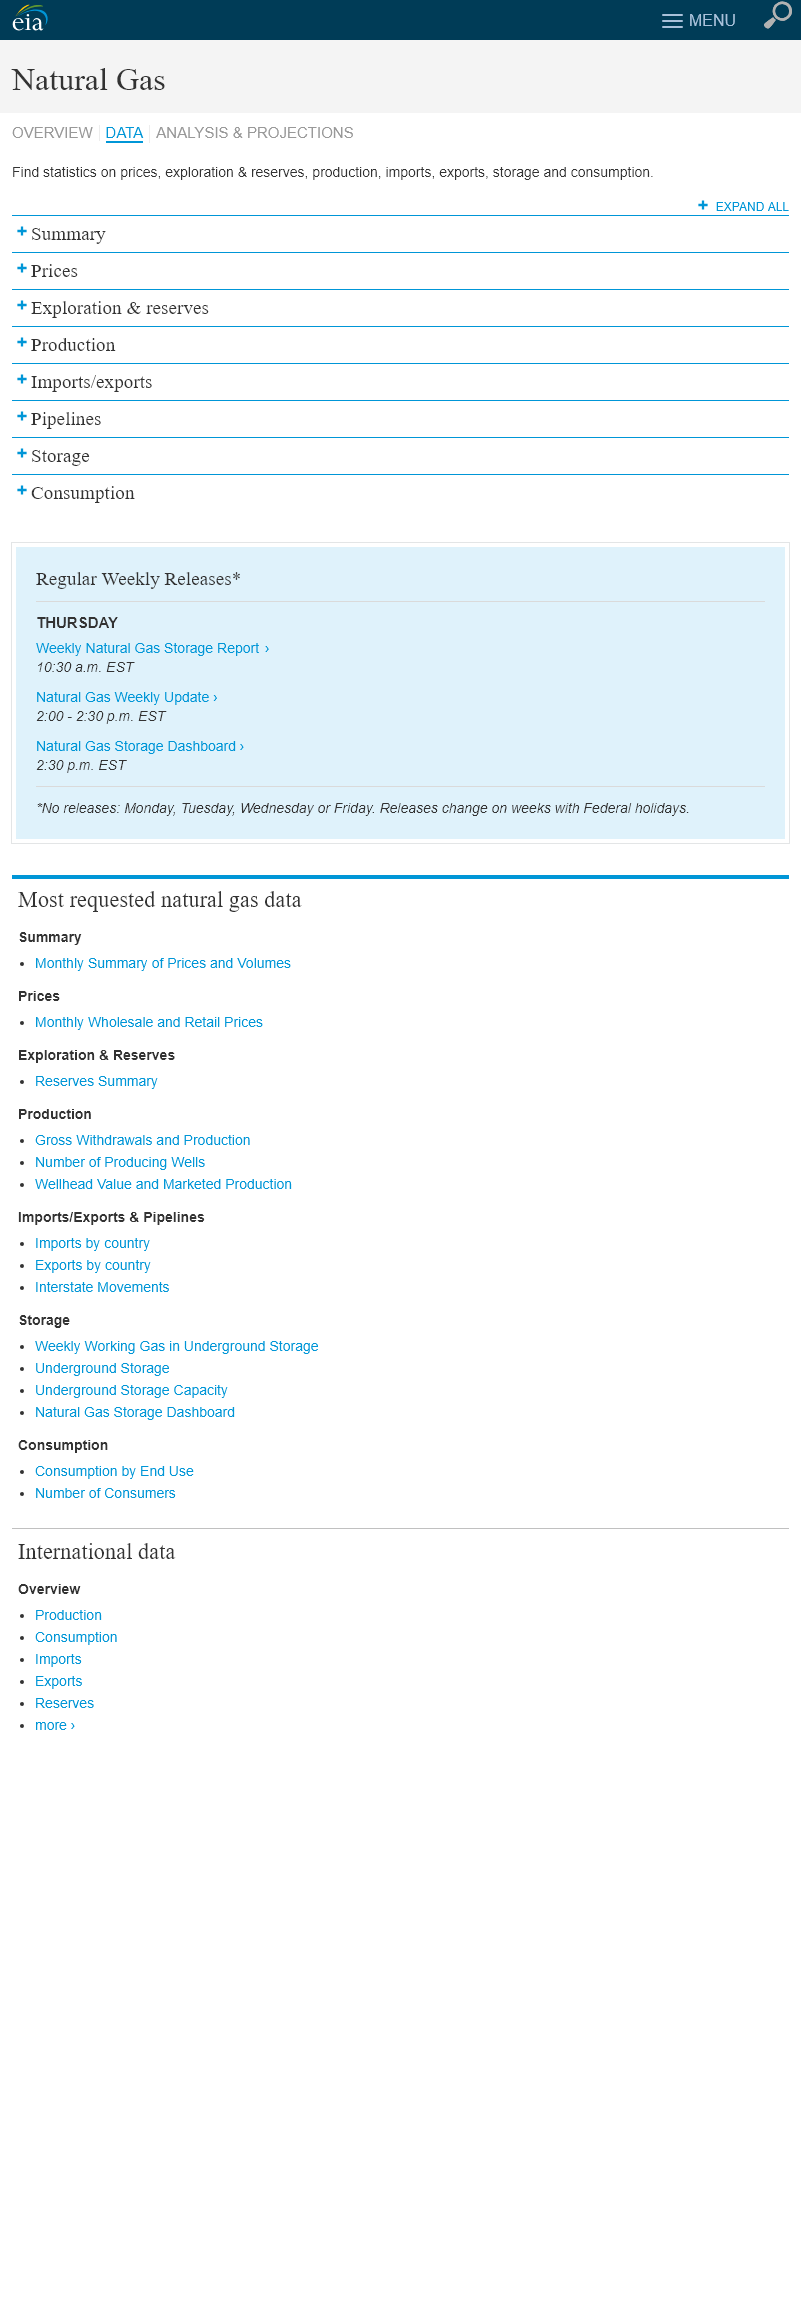 eia
MENU
Natural Gas
OVERVIEW DATA ANALYSIS & PROJECTIONS
Find statistics on prices, exploration & reserves, production, imports, exports, storage and consumption.
+ EXPAND ALL
+ Summary
+ Prices
+ Exploration & reserves
+ Production
+ Imports/exports
+ Pipelines
+ Storage
+ Consumption
Regular Weekly Releases*
THURSDAY
Weekly Natural Gas Storage Report ›
10:30 a.m. EST
Natural Gas Weekly Update ›
2:00 - 2:30 p.m. EST
Natural Gas Storage Dashboard ›
2:30 p.m. EST
*No releases: Monday, Tuesday, Wednesday or Friday. Releases change on weeks with Federal holidays.
Most requested natural gas data
Summary
• Monthly Summary of Prices and Volumes
Prices
• Monthly Wholesale and Retail Prices
Exploration & Reserves
• Reserves Summary
Production
• Gross Withdrawals and Production
• Number of Producing Wells
• Wellhead Value and Marketed Production
Imports/Exports & Pipelines
• Imports by country
• Exports by country
• Interstate Movements
Storage
• Weekly Working Gas in Underground Storage
• Underground Storage
• Underground Storage Capacity
• Natural Gas Storage Dashboard
Consumption
• Consumption by End Use
• Number of Consumers
International data
Overview
• Production
• Consumption
• Imports
• Exports
• Reserves
• more ›